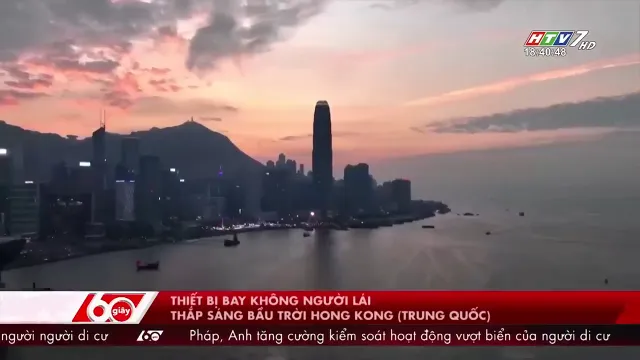 HTV7 HD
18:40:48
60 giây
THIẾT BỊ BAY KHÔNG NGƯỜI LÁI
THẮP SÁNG BẦU TRỜI HONG KONG (TRUNG QUỐC)
người người di cư 60 giây Pháp, Anh tăng cường kiểm soát hoạt động vượt biển của người di cư